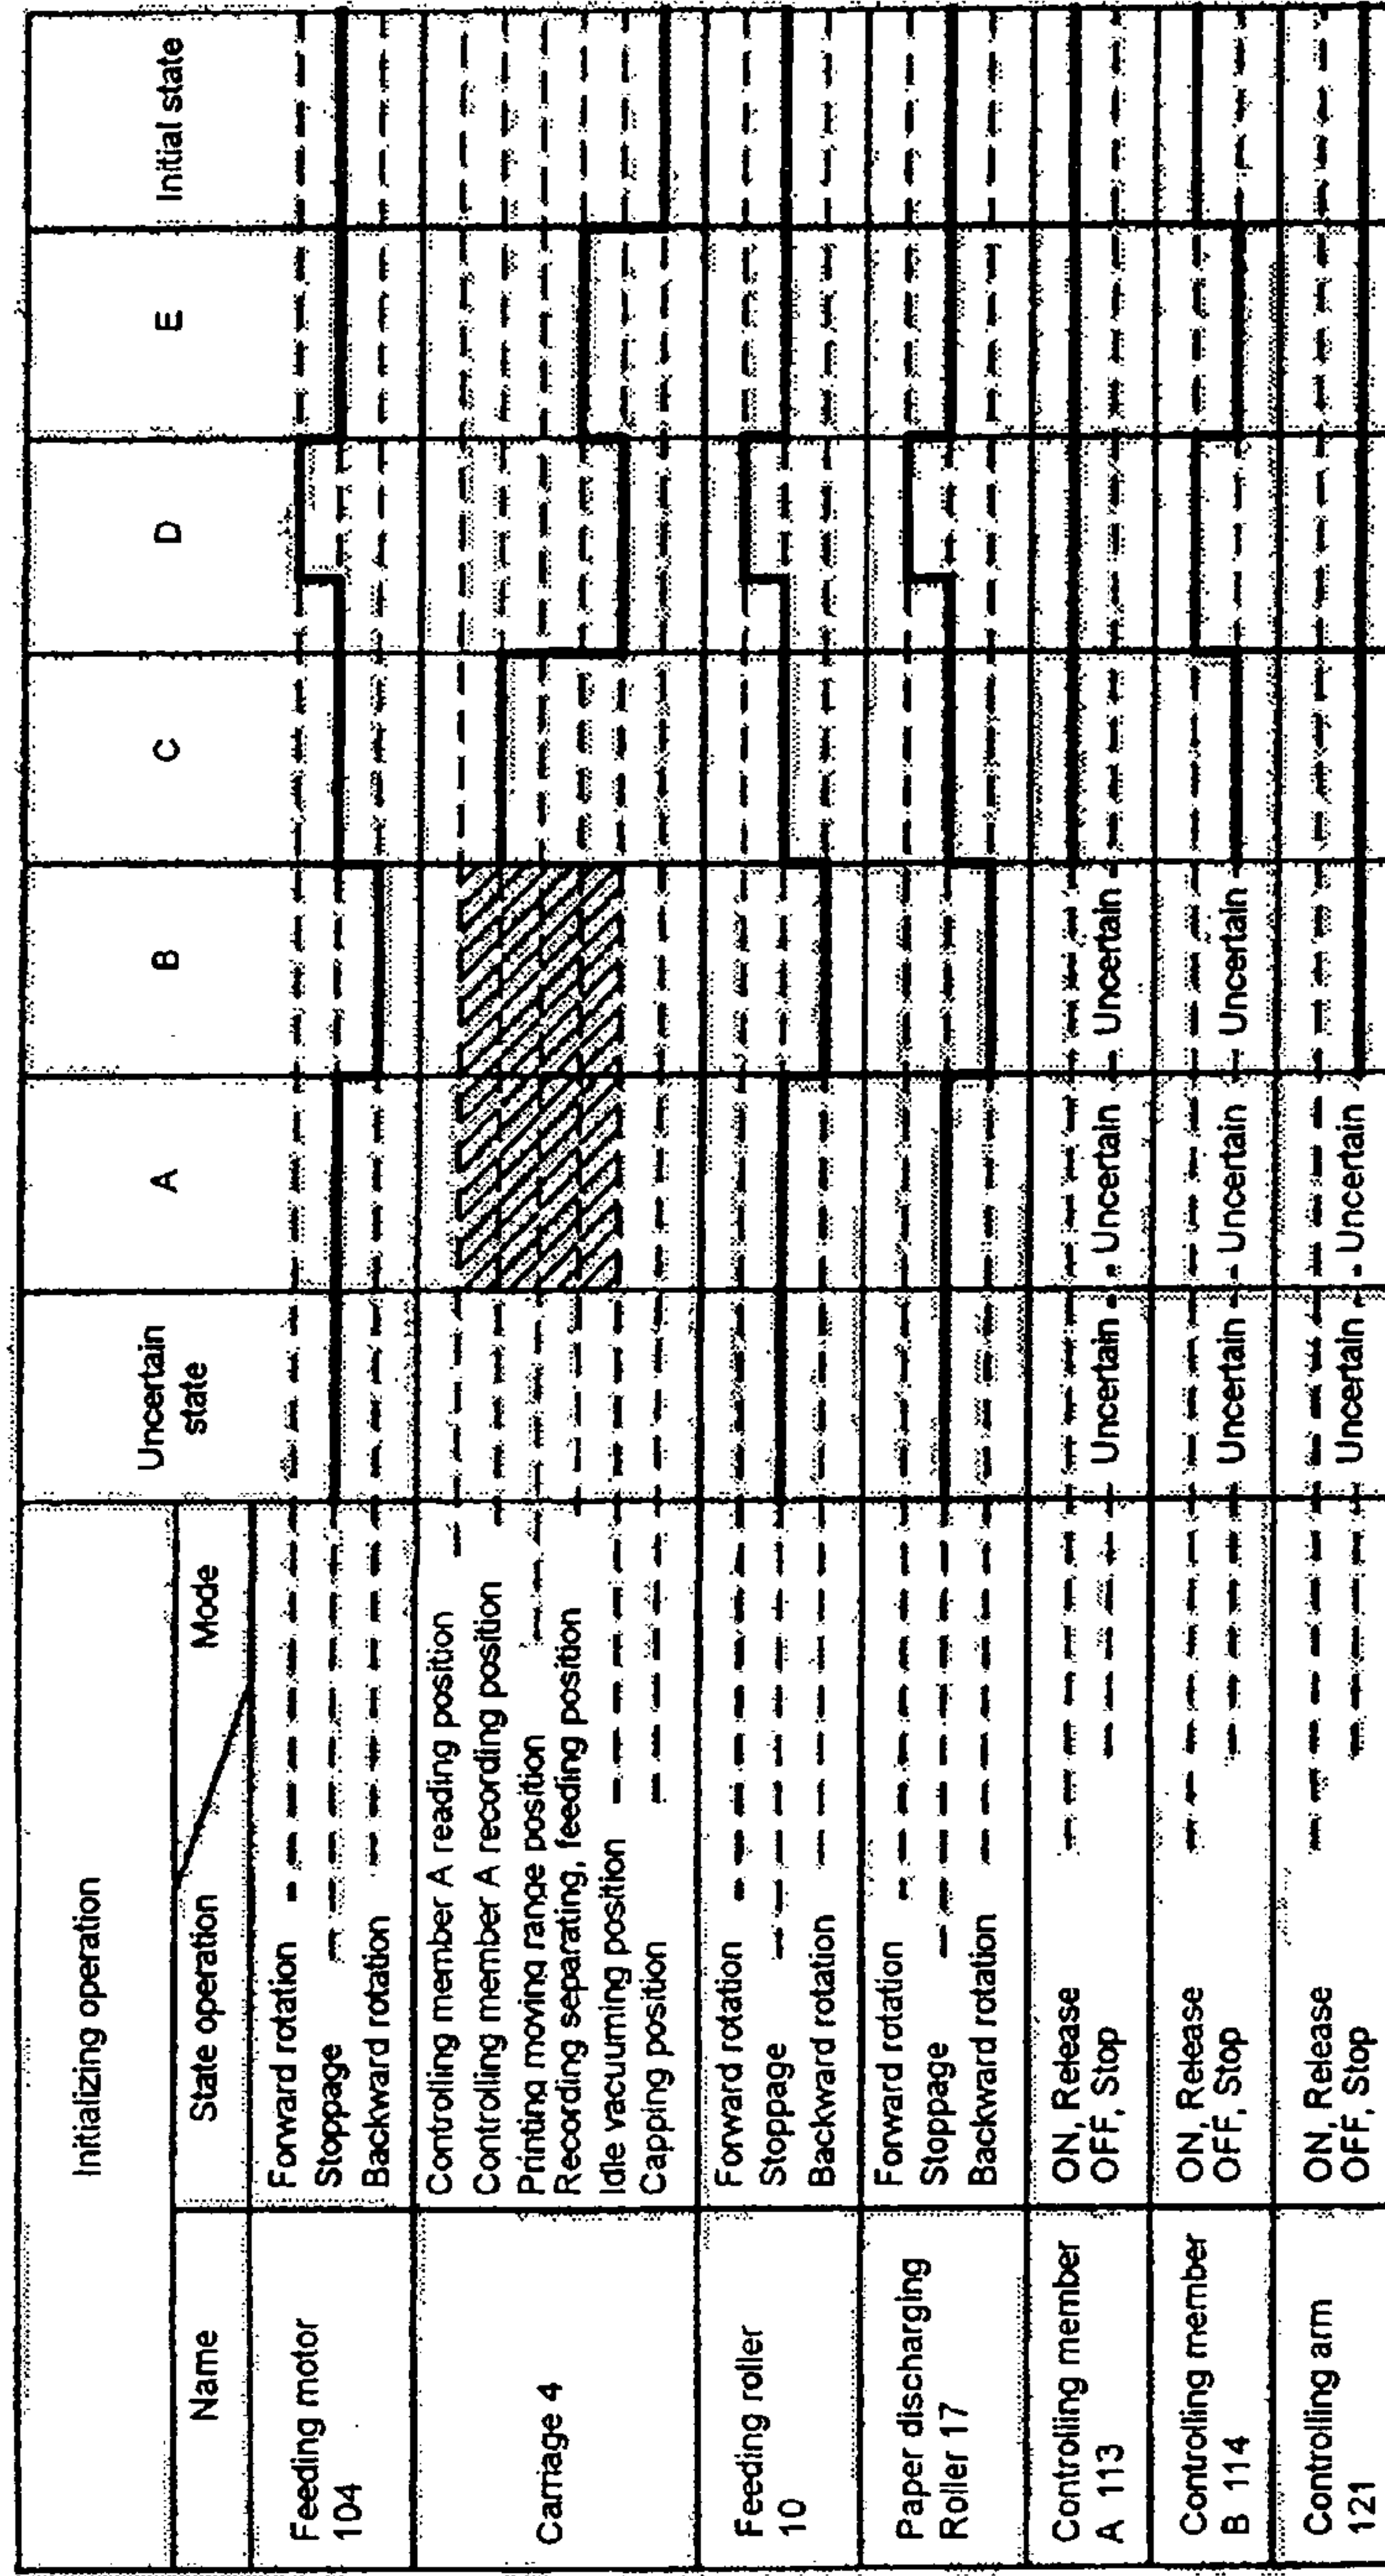 Initializing operation
Name
State operation
Mode
Uncertain
state
A
B
C
D
E
Initial state
Feeding motor
104
Forward rotation
Stoppage
Backward rotation
Carriage 4
Controlling member A reading position
Controlling member A recording position
Printing moving range position
Recording separating, feeding position
Idle vacuuming position
Capping position
Feeding roller
10
Forward rotation
Stoppage
Backward rotation
Paper discharging
Roller 17
Forward rotation
Stoppage
Backward rotation
Controlling member
A 113
ON, Release
OFF, Stop
Uncertain
Uncertain
Uncertain
Controlling member
B 114
ON, Release
OFF, Stop
Uncertain
Uncertain
Uncertain
Controlling arm
121
ON, Release
OFF, Stop
Uncertain
Uncertain